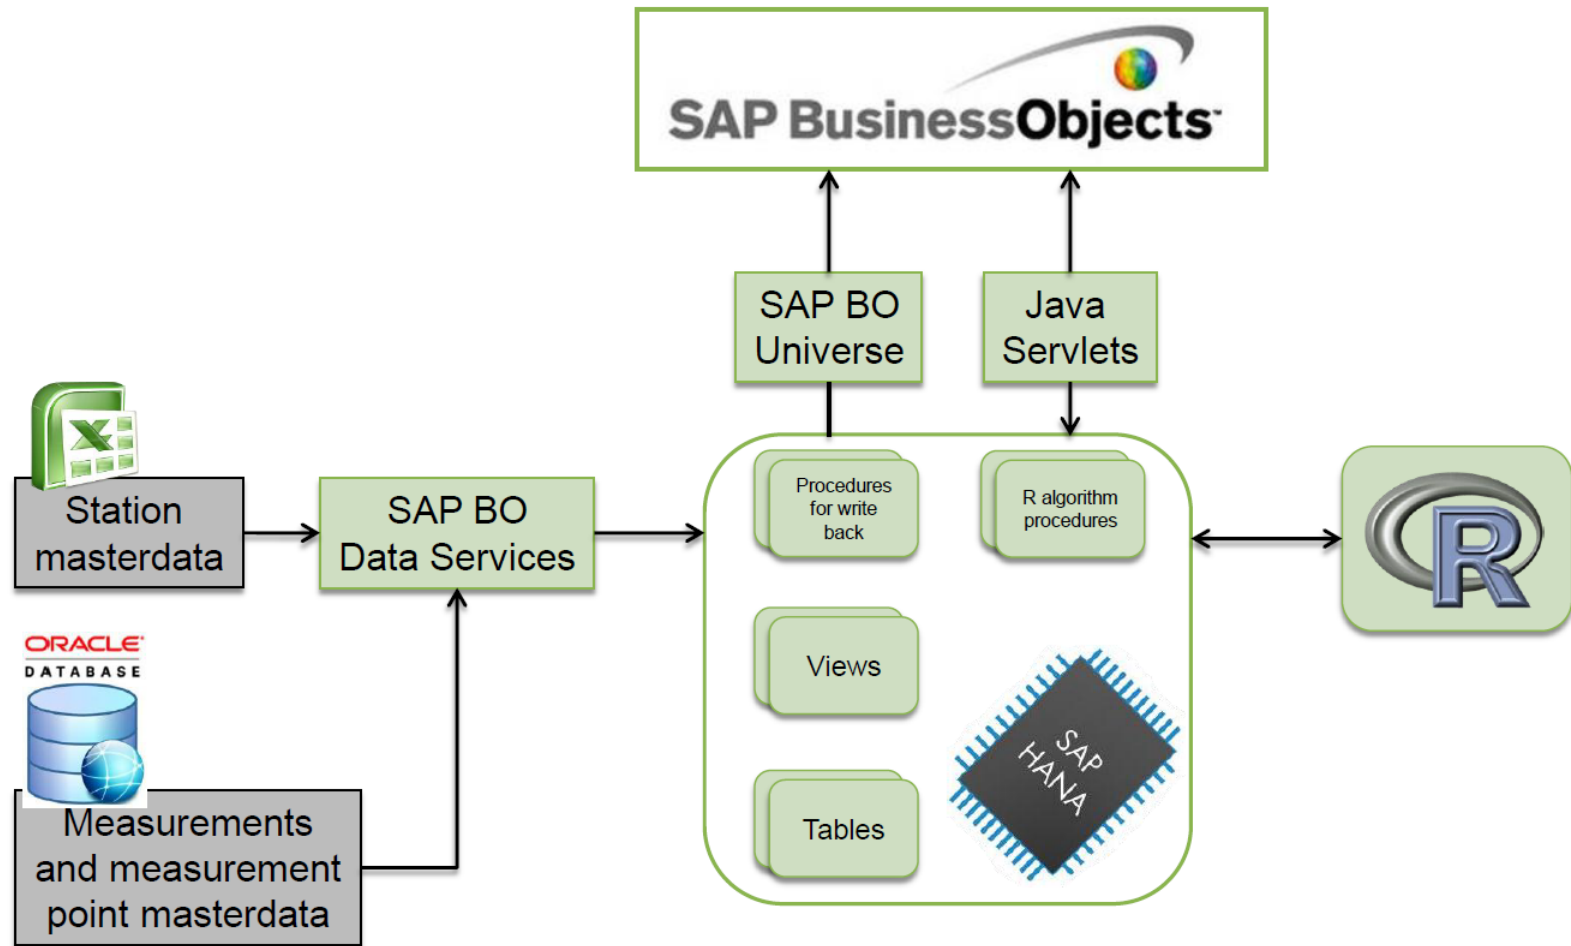 SAP BusinessObjects™
SAP BO
Universe
Java
Servlets
Station
masterdata
SAP BO
Data Services
Procedures
for write
back
R algorithm
procedures
R
ORACLE®
DATABASE
Views
SAP
HANA
Tables
Measurements
and measurement
point masterdata